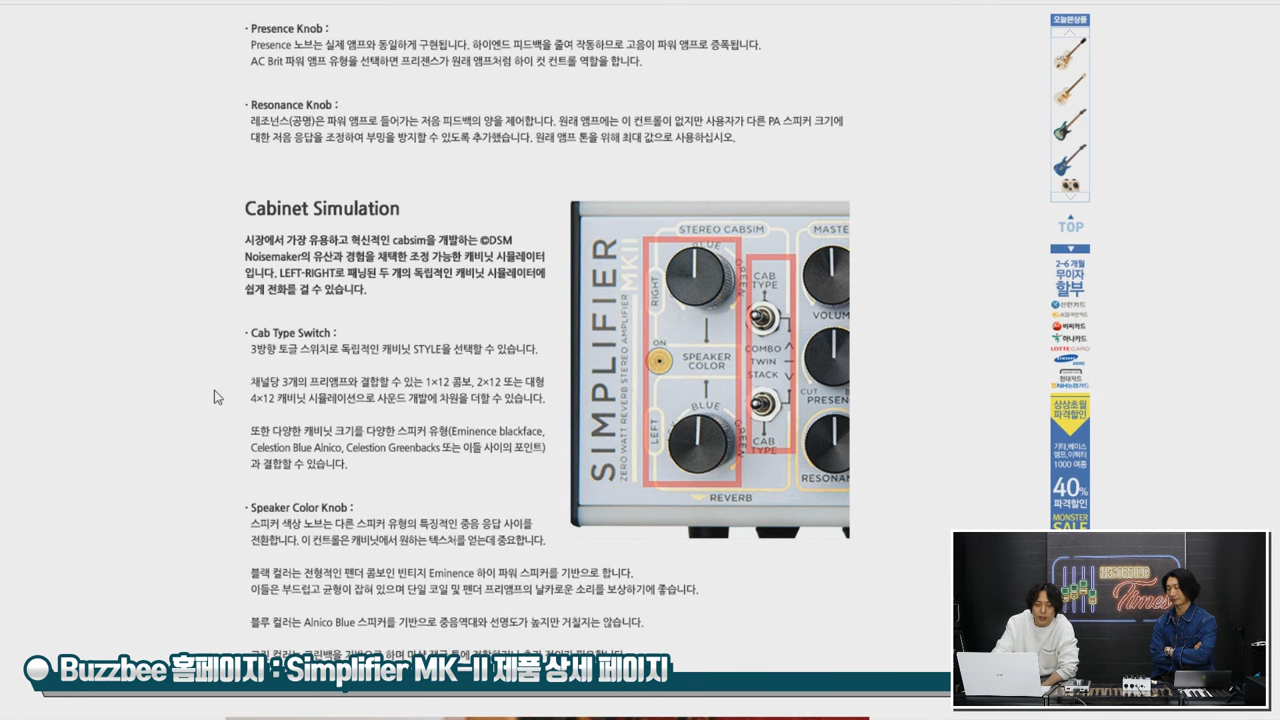 · Presence Knob :
Presence 노브는 실제 앰프와 동일하게 구현됩니다. 하이엔드 피드백을 줄여 작동하므로 고음이 파워 앰프로 증폭됩니다.
AC Brit 파워 앰프 유형을 선택하면 프리젠스가 원래 앰프처럼 하이 컷 컨트롤 역할을 합니다.
· Resonance Knob :
레조넌스(공명)은 파워 앰프로 들어가는 저음 피드백의 양을 제어합니다. 원래 앰프에는 이 컨트롤이 없지만 사용자가 다른 PA 스피커 크기에
대한 저음 응답을 조정하여 부밍을 방지할 수 있도록 추가했습니다. 원래 앰프 톤을 위해 최대 값으로 사용하십시오.
Cabinet Simulation
시장에서 가장 유용하고 혁신적인 cabsim을 개발하는 ©DSM
Noisemaker의 유산과 경험을 채택한 조정 가능한 캐비닛 시뮬레이터
입니다. LEFT-RIGHT로 패닝된 두 개의 독립적인 캐비닛 시뮬레이터에
쉽게 전화를 걸 수 있습니다.
· Cab Type Switch :
3방향 토글 스위치로 독립적인 캐비닛 STYLE을 선택할 수 있습니다.
채널당 3개의 프리앰프와 결합할 수 있는 1×12 콤보, 2×12 또는 대형
4×12 캐비닛 시뮬레이션으로 사운드 개발에 차원을 더할 수 있습니다.
또한 다양한 캐비닛 크기를 다양한 스피커 유형(Eminence blackface,
Celestion Blue Alnico, Celestion Greenbacks 또는 이들 사이의 포인트)
과 결합할 수 있습니다.
· Speaker Color Knob :
스피커 색상 노브는 다른 스피커 유형의 특징적인 중음 응답 사이를
전환합니다. 이 컨트롤은 캐비닛에서 원하는 텍스처를 얻는데 중요합니다.
블랙 컬러는 전형적인 펜더 콤보인 빈티지 Eminence 하이 파워 스피커를 기반으로 합니다.
이들은 부드럽고 균형이 잡혀 있으며 단일 코일 및 펜더 프리앰프의 날카로운 소리를 보상하기에 좋습니다.
블루 컬러는 Alnico Blue 스피커를 기반으로 중음역대와 선명도가 높지만 거칠지는 않습니다.
SIMPLIFIER MKII
ZERO WATT REVERB STEREO AMPLIFIER
STEREO CABSIM
MASTE
BLUE
GREEN
RIGHT
CAB
TYPE
VOLUM
ON
SPEAKER
COLOR
COMBO
TWIN
STACK
CUT
PRESEN
BLUE
LEFT
GREEN
CAB
TYPE
RESONAN
REVERB
오늘본상품
TOP
2~6 개월
무이자
할부
신한카드
KB국민카드
비씨카드
하나카드
LOTTE CARD
SAMSUNG
현대카드
NH농협카드
상상초월
파격할인
기타,베이스
앰프,이펙터
1000 여종
40%
파격할인
MONSTER
SALE
RECORDING
Times
Buzzbee 홈페이지 : Simplifier MK-II 제품 상세 페이지